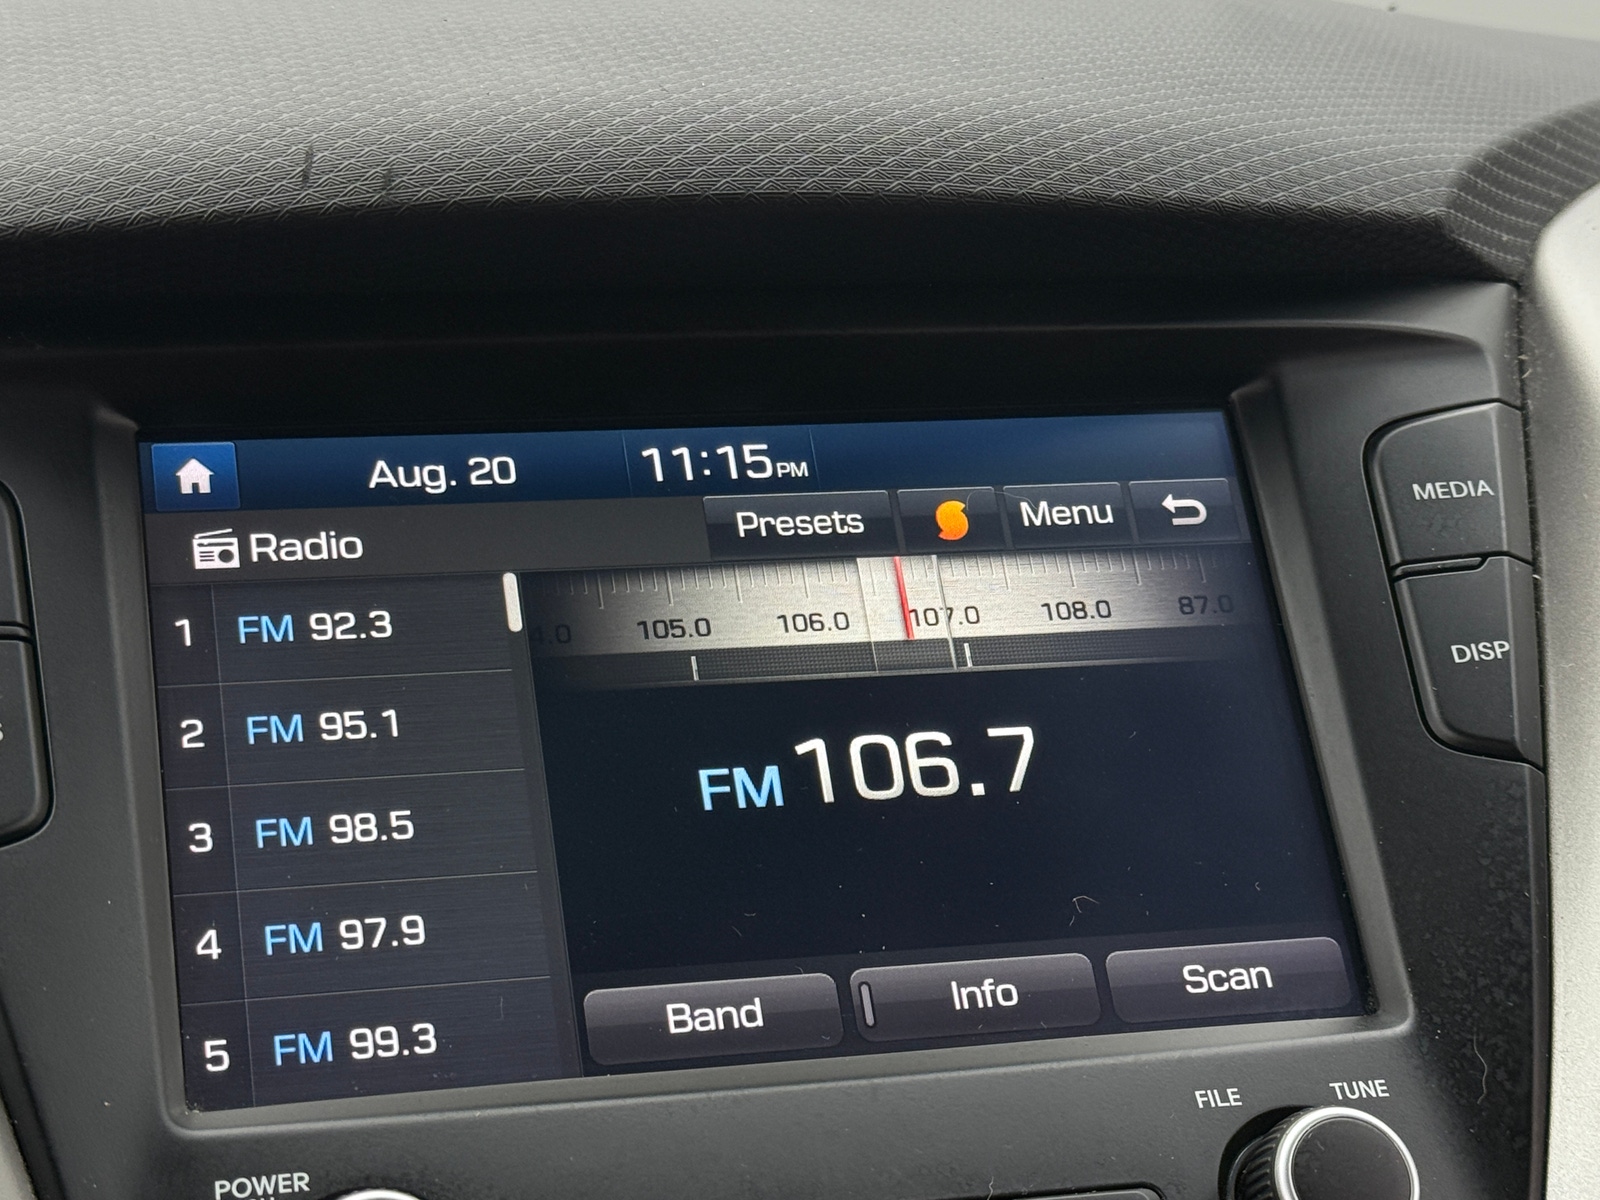 Aug. 20 11:15PM
Radio Presets Menu
1 FM 92.3
2 FM 95.1
3 FM 98.5
4 FM 97.9
5 FM 99.3
105.0 106.0 107.0 108.0 87.0
FM 106.7
Band Info Scan
MEDIA
DISP
FILE TUNE
POWER